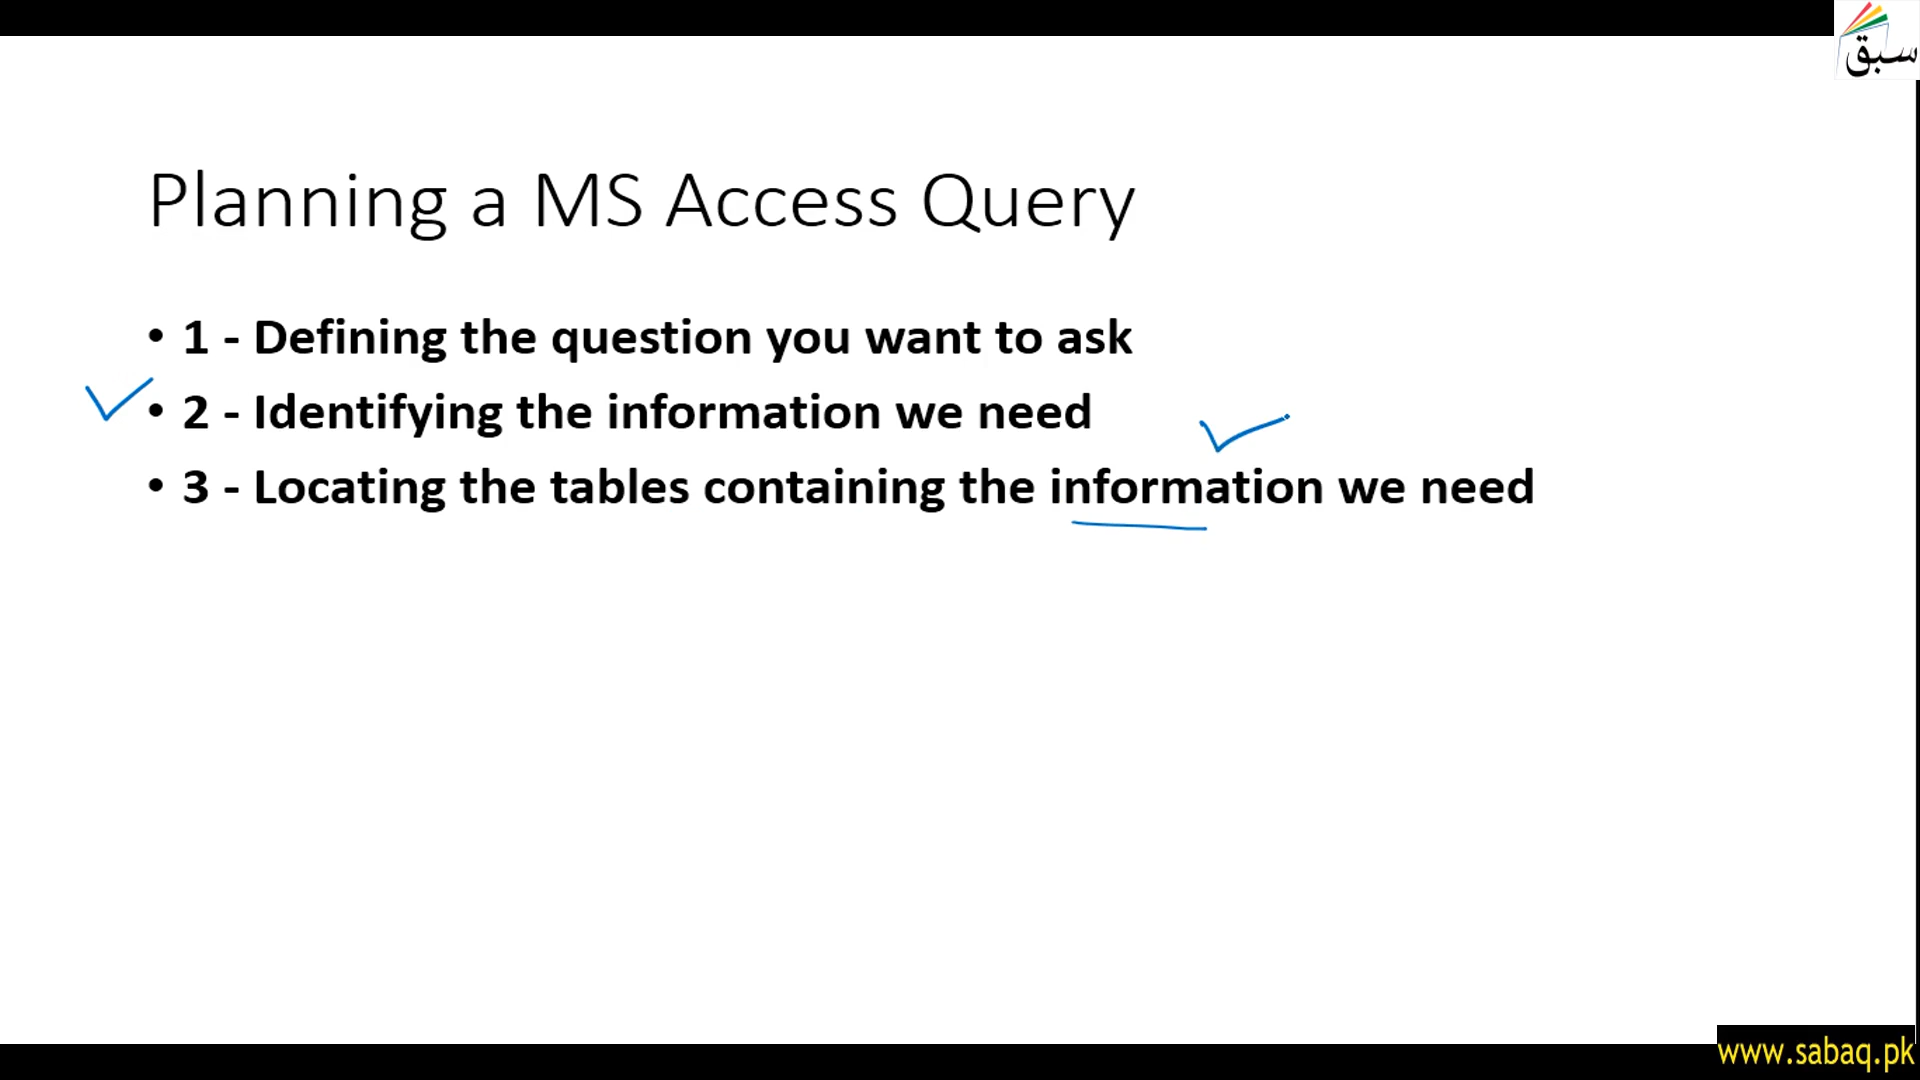 سبق
Planning a MS Access Query
• 1 - Defining the question you want to ask
• 2 - Identifying the information we need
• 3 - Locating the tables containing the information we need
www.sabaq.pk